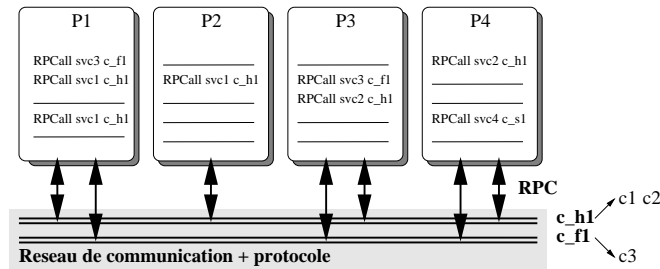 P1
RPCall svc3 c_f1
RPCall svc1 c_h1
RPCall svc1 c_h1
P2
RPCall svc1 c_h1
P3
RPCall svc3 c_f1
RPCall svc2 c_h1
P4
RPCall svc2 c_h1
RPCall svc4 c_s1
RPC
c_h1
c1 c2
c_f1
c3
Reseau de communication + protocole